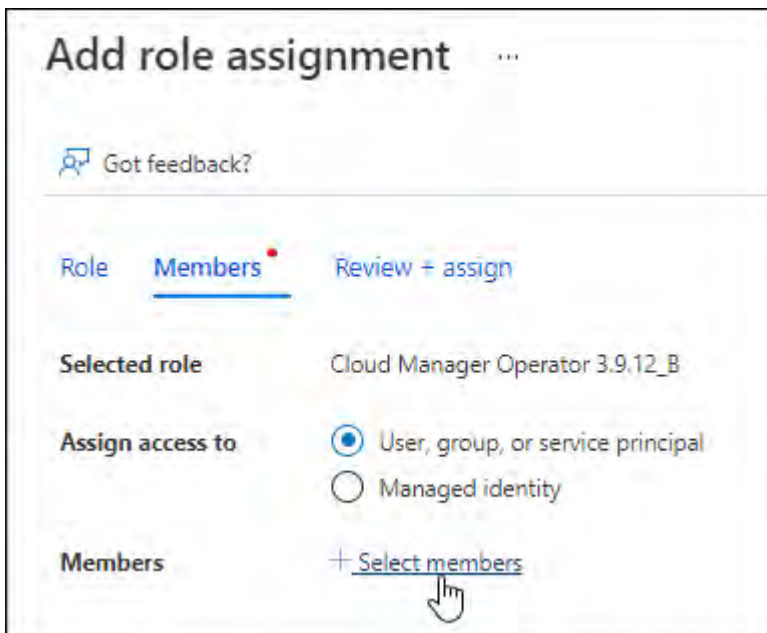 Add role assignment ...
Got feedback?
Role Members Review + assign
Selected role Cloud Manager Operator 3.9.12_B
Assign access to User, group, or service principal
Managed identity
Members + Select members